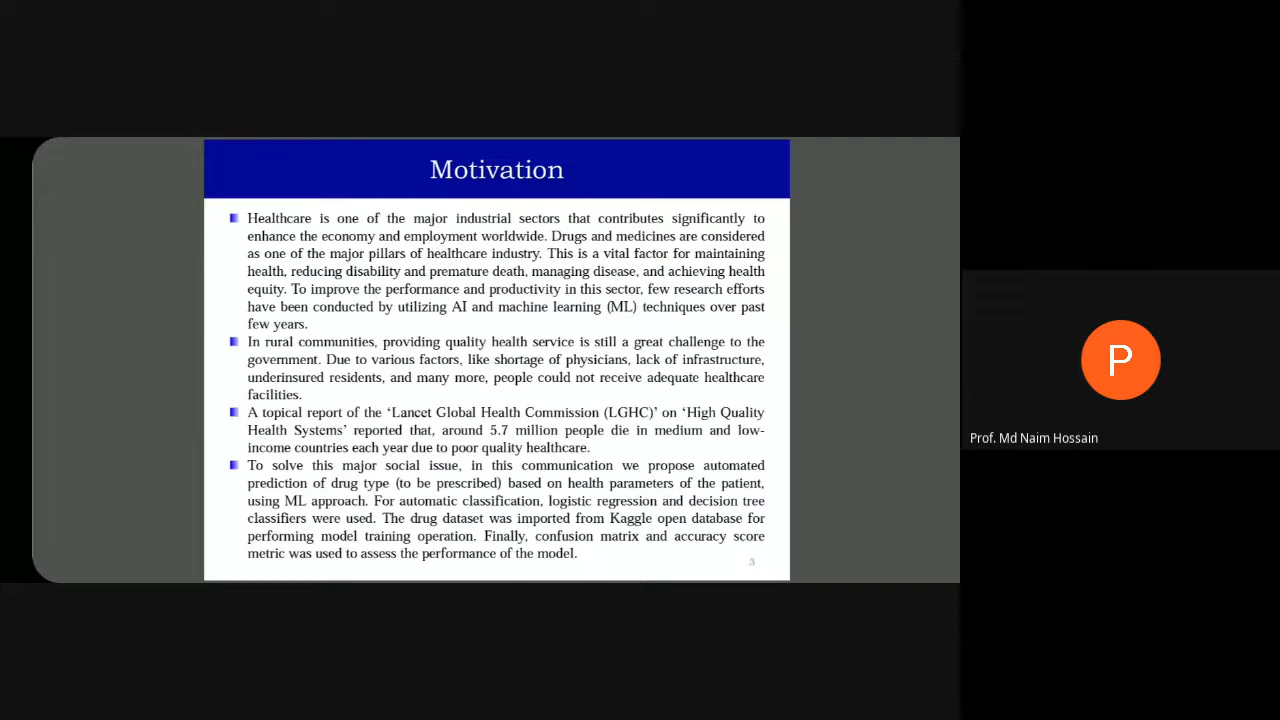 Motivation
Healthcare is one of the major industrial sectors that contributes significantly to
enhance the economy and employment worldwide. Drugs and medicines are considered
as one of the major pillars of healthcare industry. This is a vital factor for maintaining
health, reducing disability and premature death, managing disease, and achieving health
equity. To improve the performance and productivity in this sector, few research efforts
have been conducted by utilizing AI and machine learning (ML) techniques over past
few years.
In rural communities, providing quality health service is still a great challenge to the
government. Due to various factors, like shortage of physicians, lack of infrastructure,
underinsured residents, and many more, people could not receive adequate healthcare
facilities.
A topical report of the ‘Lancet Global Health Commission (LGHC)’ on ‘High Quality
Health Systems’ reported that, around 5.7 million people die in medium and low-
income countries each year due to poor quality healthcare.
To solve this major social issue, in this communication we propose automated
prediction of drug type (to be prescribed) based on health parameters of the patient,
using ML approach. For automatic classification, logistic regression and decision tree
classifiers were used. The drug dataset was imported from Kaggle open database for
performing model training operation. Finally, confusion matrix and accuracy score
metric was used to assess the performance of the model.
3
P
Prof. Md Naim Hossain